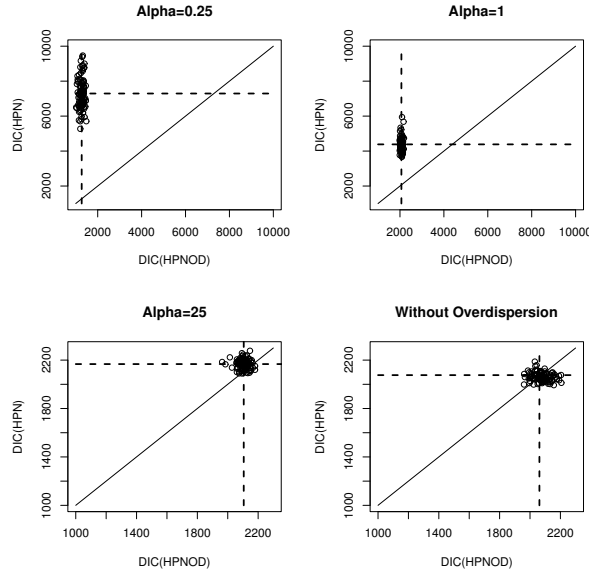 Alpha=0.25
DIC(HPN)
2000 6000 10000
2000 4000 6000 8000 10000
DIC(HPNOD)
Alpha=1
DIC(HPN)
2000 6000 10000
2000 4000 6000 8000 10000
DIC(HPNOD)
Alpha=25
DIC(HPN)
1000 1400 1800 2200
1000 1400 1800 2200
DIC(HPNOD)
Without Overdispersion
DIC(HPN)
1000 1400 1800 2200
1000 1400 1800 2200
DIC(HPNOD)